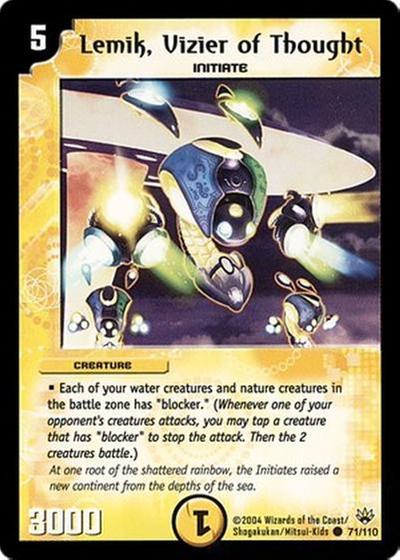 5
Lemik, Vizier of Thought
INITIATE
CREATURE
▪ Each of your water creatures and nature creatures in
the battle zone has "blocker." (Whenever one of your
opponent's creatures attacks, you may tap a creature
that has "blocker" to stop the attack. Then the 2
creatures battle.)
At one root of the shattered rainbow, the Initiates raised a
new continent from the depths of the sea.
3000
1
©2004 Wizards of the Coast/
Shogakukan/Mitsui-Kids ● 71/110